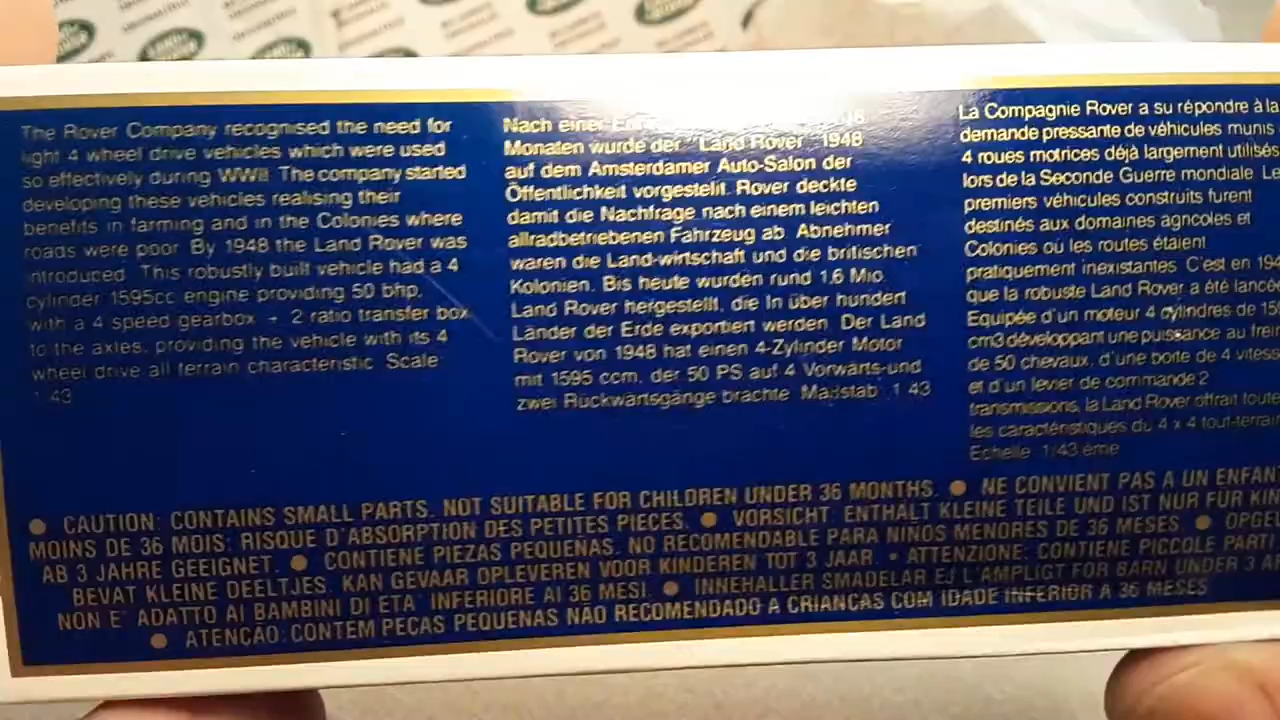 The Rover Company recognised the need for
light 4 wheel drive vehicles which were used
so effectively during WWII. The company started
developing these vehicles realising their
benefits in farming and in the Colonies where
roads were poor. By 1948 the Land Rover was
introduced. This robustly built vehicle had a 4
cylinder 1595cc engine providing 50 bhp,
with a 4 speed gearbox + 2 ratio transfer box
to the axles, providing the vehicle with its 4
wheel drive all terrain characteristic. Scale
1:43
Nach einer
Monaten wurde der "Land Rover" 1948
auf dem Amsterdamer Auto-Salon der
Öffentlichkeit vorgestellt. Rover deckte
damit die Nachfrage nach einem leichten
allradbetriebenen Fahrzeug ab. Abnehmer
waren die Land-wirtschaft und die britischen
Kolonien. Bis heute wurden rund 1.6 Mio.
Land Rover hergestellt, die In über hundert
Länder der Erde exportiert werden. Der Land
Rover von 1948 hat einen 4-Zylinder Motor
mit 1595 ccm, der 50 PS auf 4 Vorwärts-und
zwei Rückwärtsgänge brachte. Maßstab: 1:43
La Compagnie Rover a su répondre à la
demande pressante de véhicules munis
4 roues motrices déjà largement utilisés
lors de la Seconde Guerre mondiale. Le
premiers véhicules construits furent
destinés aux domaines agricoles et
Colonies où les routes étaient
pratiquement inexistantes. C'est en 194
que la robuste Land Rover a été lancée
Equipée d'un moteur 4 cylindres de 15
cm3 développant une puissance au frein
de 50 chevaux, d'une boite de 4 vitess
et d'un levier de commande 2
transmissions, la Land Rover offrait toute
les caractéristiques du 4 x 4 tout-terrain
Echelle: 1/43 ème
● CAUTION: CONTAINS SMALL PARTS. NOT SUITABLE FOR CHILDREN UNDER 36 MONTHS. ● NE CONVIENT PAS A UN ENFAN
MOINS DE 36 MOIS: RISQUE D'ABSORPTION DES PETITES PIECES. ● VORSICHT: ENTHÄLT KLEINE TEILE UND IST NUR FÜR KIN
AB 3 JAHRE GEEIGNET. ● CONTIENE PIEZAS PEQUEÑAS. NO RECOMENDABLE PARA NIÑOS MENORES DE 36 MESES. ● OPGE
BEVAT KLEINE DEELTJES. KAN GEVAAR OPLEVEREN VOOR KINDEREN TOT 3 JAAR. • ATTENZIONE: CONTIENE PICCOLE PARTI
NON E' ADATTO AI BAMBINI DI ETA' INFERIORE AI 36 MESI. ● INNEHALLER SMADELAR EJ LAMPLIGT FOR BARN UNDER 3 A
● ATENÇAO: CONTEM PECAS PEQUENAS NÃO RECOMENDADO A CRIANCAS COM IDADE INFERIOR A 36 MESES